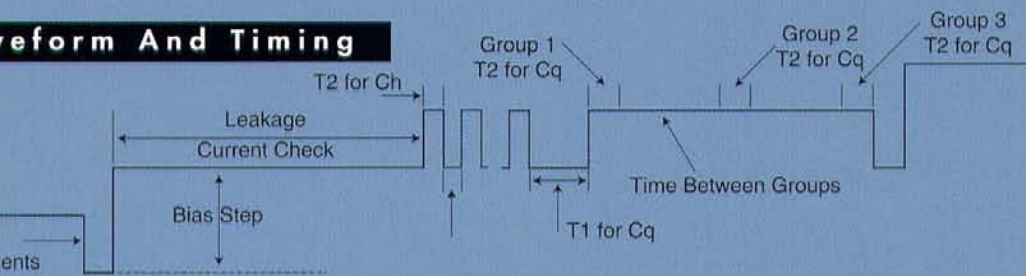 veform And Timing
T2 for Ch
Leakage
Current Check
Bias Step
ents
Group 1
T2 for Cq
T1 for Cq
Time Between Groups
Group 2
T2 for Cq
Group 3
T2 for Cq